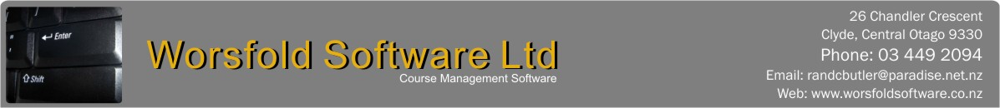 " Enter
Shift
Worsfold Software Ltd
Course Management Software
26 Chandler Crescent
Clyde, Central Otago 9330
Phone: 03 449 2094
Email: randcbutler@paradise.net.nz
Web: www.worsfoldsoftware.co.nz